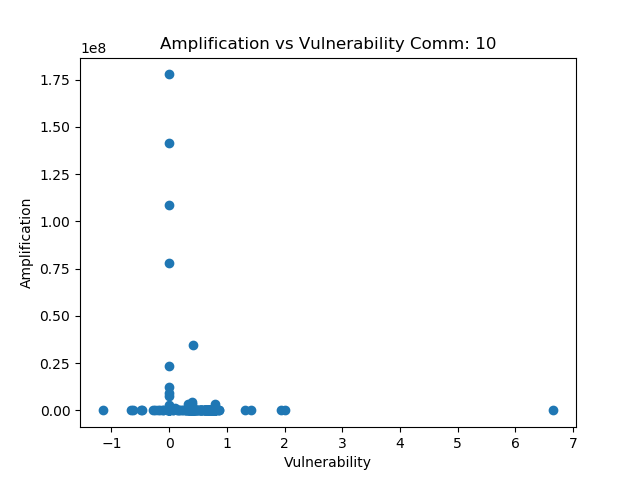 Amplification vs Vulnerability Comm: 10
1e8
1.75
1.50
1.25
1.00
0.75
0.50
0.25
0.00
Amplification
−1 0 1 2 3 4 5 6 7
Vulnerability